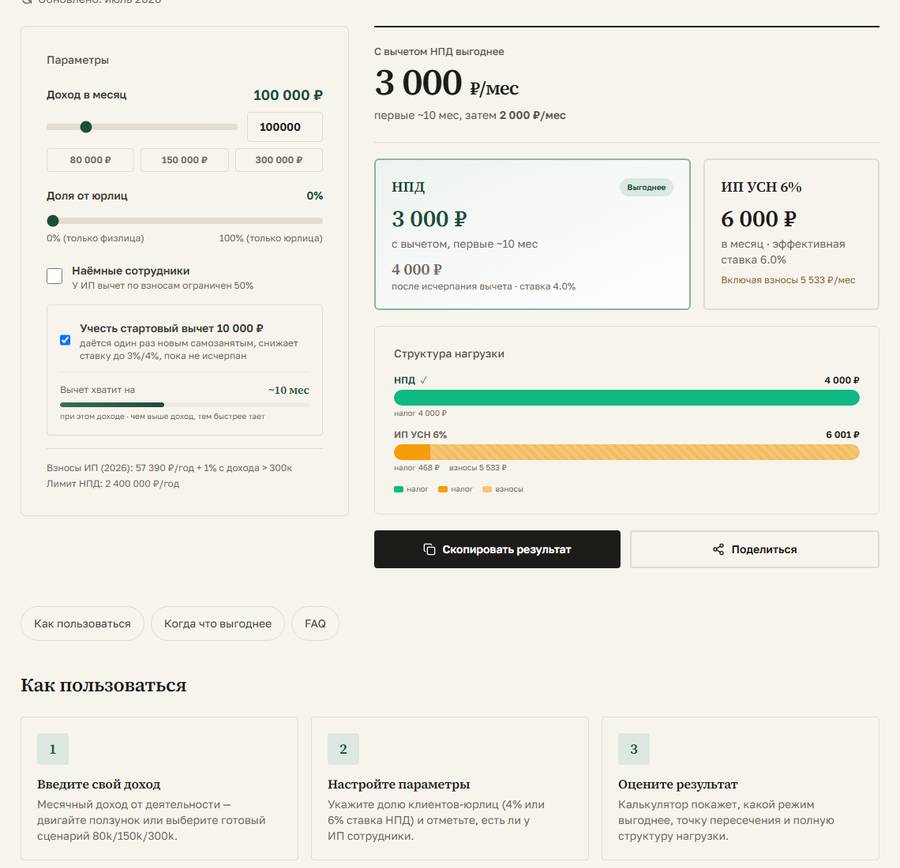 Обновлено: июль 2026
Параметры
Доход в месяц
100 000 ₽
100000
80 000 ₽
150 000 ₽
300 000 ₽
Доля от юрлиц
0%
0% (только физлица)
100% (только юрлица)
Наёмные сотрудники
У ИП вычет по взносам ограничен 50%
Учесть стартовый вычет 10 000 ₽
даётся один раз новым самозанятым, снижает
ставку до 3%/4%, пока не исчерпан
Вычет хватит на
~10 мес
при этом доходе · чем выше доход, тем быстрее тает
Взносы ИП (2026): 57 390 ₽/год + 1% с дохода > 300к
Лимит НПД: 2 400 000 ₽/год
С вычетом НПД выгоднее
3 000 ₽/мес
первые ~10 мес, затем 2 000 ₽/мес
НПД
Выгоднее
3 000 ₽
с вычетом, первые ~10 мес
4 000 ₽
после исчерпания вычета · ставка 4.0%
ИП УСН 6%
6 000 ₽
в месяц · эффективная
ставка 6.0%
Включая взносы 5 533 ₽/мес
Структура нагрузки
НПД ✓
4 000 ₽
налог 4 000 ₽
ИП УСН 6%
6 001 ₽
налог 468 ₽ взносы 5 533 ₽
налог налог взносы
Скопировать результат
Поделиться
Как пользоваться
Когда что выгоднее
FAQ
Как пользоваться
1
Введите свой доход
Месячный доход от деятельности —
двигайте ползунок или выберите готовый
сценарий 80k/150k/300k.
2
Настройте параметры
Укажите долю клиентов-юрлиц (4% или
6% ставка НПД) и отметьте, есть ли у
ИП сотрудники.
3
Оцените результат
Калькулятор покажет, какой режим
выгоднее, точку пересечения и полную
структуру нагрузки.